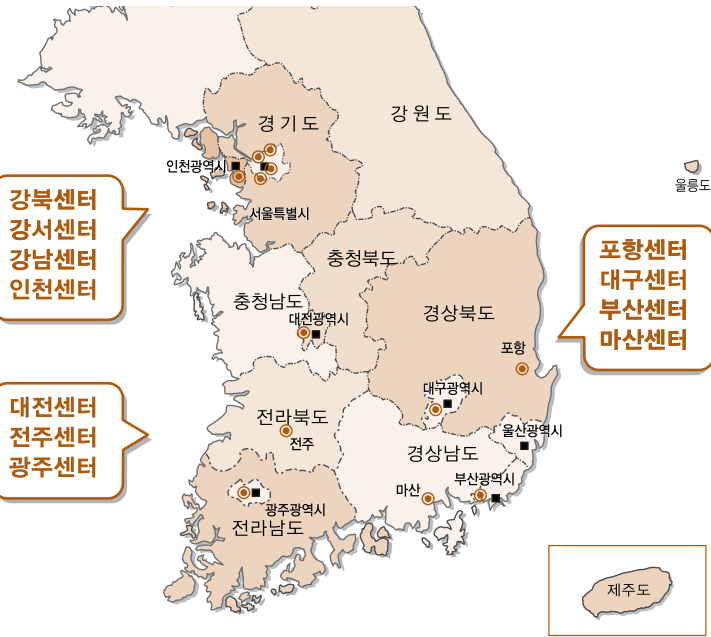 강원도
경기도
인천광역시
울릉도
서울특별시
강북센터
강서센터
강남센터
인천센터
충청북도
포항센터
대구센터
부산센터
마산센터
충청남도
대전광역시
경상북도
포항
대구광역시
대전센터
전주센터
광주센터
전라북도
전주
울산광역시
경상남도
부산광역시
마산
광주광역시
전라남도
제주도